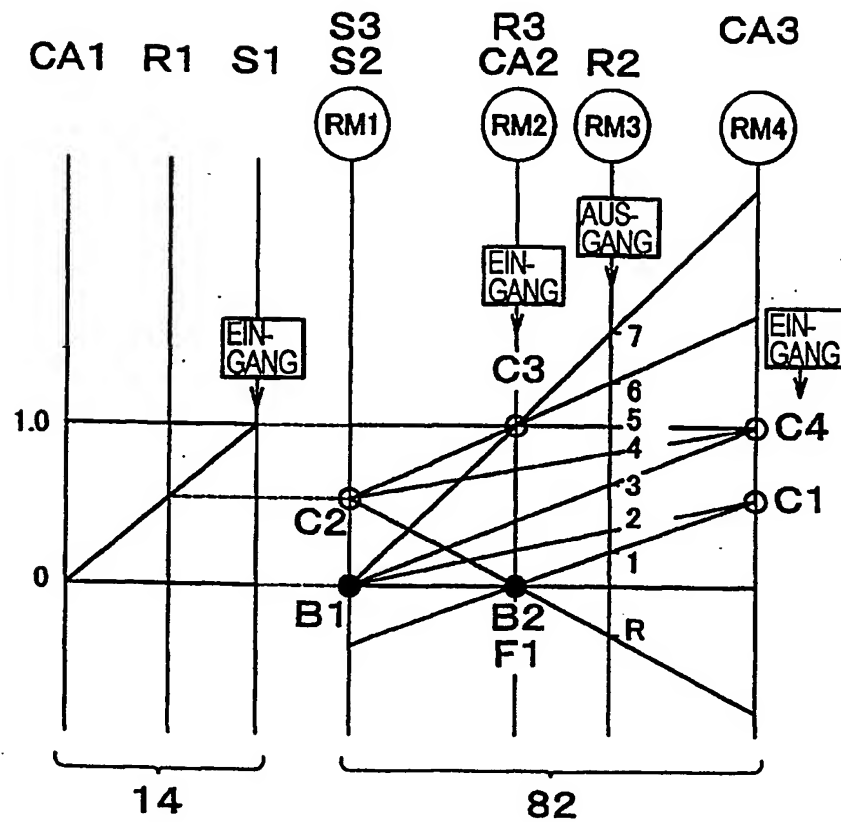 S3 R3 CA3
CA1 R1 S1 S2 CA2 R2
RM1 RM2 RM3 RM4
AUS-
GANG
EIN-
GANG
EIN-
GANG
EIN-
GANG
7
C3
6
1.0
5
C4
4
3
C1
C2
2
1
0
B1 B2
R
F1
14 82